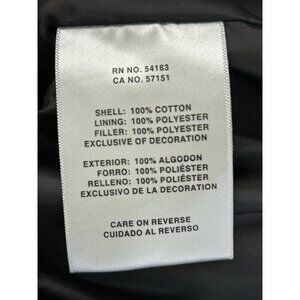 RN NO. 54163
CA NO. 57151
SHELL: 100% COTTON
LINING: 100% POLYESTER
FILLER: 100% POLYESTER
EXCLUSIVE OF DECORATION
EXTERIOR: 100% ALGODON
FORRO: 100% POLIÉSTER
RELLENO: 100% POLIÉSTER
EXCLUSIVO DE LA DECORATION
CARE ON REVERSE
CUIDADO AL REVERSO